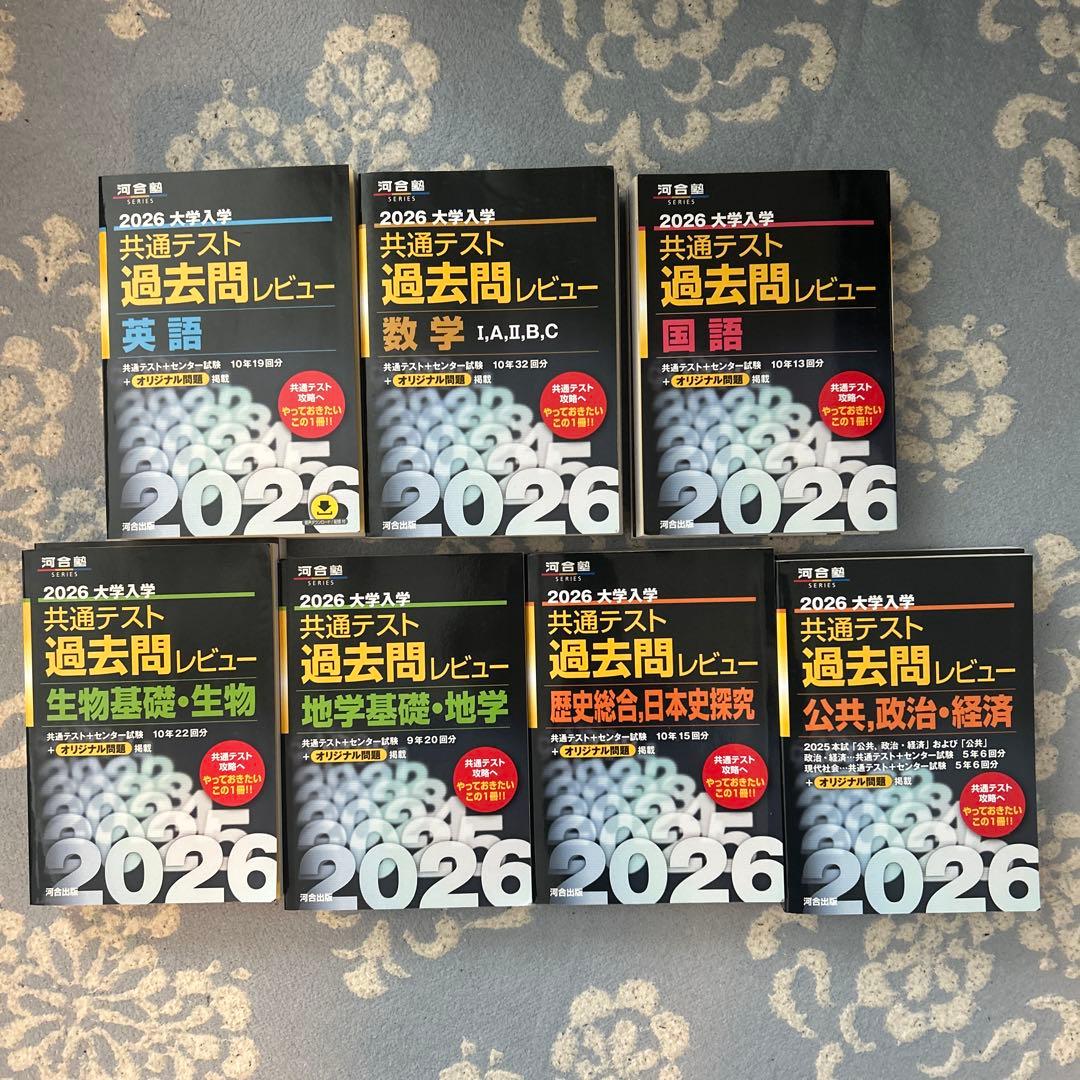 河合塾
SERIES
2026 大学入学
共通テスト
過去問レビュー
英語
共通テスト+センター試験 10年19回分
+ オリジナル問題 掲載
共通テスト
攻略へ
やっておきたい
この1冊!!
2026
河合出版
河合塾
SERIES
2026 大学入学
共通テスト
過去問レビュー
数学 I,A,II,B,C
共通テスト+センター試験 10年32回分
+ オリジナル問題 掲載
共通テスト
攻略へ
やっておきたい
この1冊!!
2026
河合出版
河合塾
SERIES
2026 大学入学
共通テスト
過去問レビュー
国語
共通テスト+センター試験 10年13回分
+ オリジナル問題 掲載
共通テスト
攻略へ
やっておきたい
この1冊!!
2026
河合出版
河合塾
SERIES
2026 大学入学
共通テスト
過去問レビュー
生物基礎・生物
共通テスト+センター試験 10年22回分
+ オリジナル問題 掲載
共通テスト
攻略へ
やっておきたい
この1冊!!
2026
河合出版
河合塾
SERIES
2026 大学入学
共通テスト
過去問レビュー
地学基礎・地学
共通テスト+センター試験 9年20回分
+ オリジナル問題 掲載
共通テスト
攻略へ
やっておきたい
この1冊!!
2026
河合出版
河合塾
SERIES
2026 大学入学
共通テスト
過去問レビュー
歴史総合,日本史探究
共通テスト+センター試験 10年15回分
+ オリジナル問題 掲載
共通テスト
攻略へ
やっておきたい
この1冊!!
2026
河合出版
河合塾
SERIES
2026 大学入学
共通テスト
過去問レビュー
公共,政治・経済
2025本試「公共,政治・経済」および「公共」
政治・経済…共通テスト+センター試験 5年6回分
現代社会…共通テスト+センター試験 5年6回分
+ オリジナル問題 掲載
共通テスト
攻略へ
やっておきたい
この1冊!!
2026
河合出版